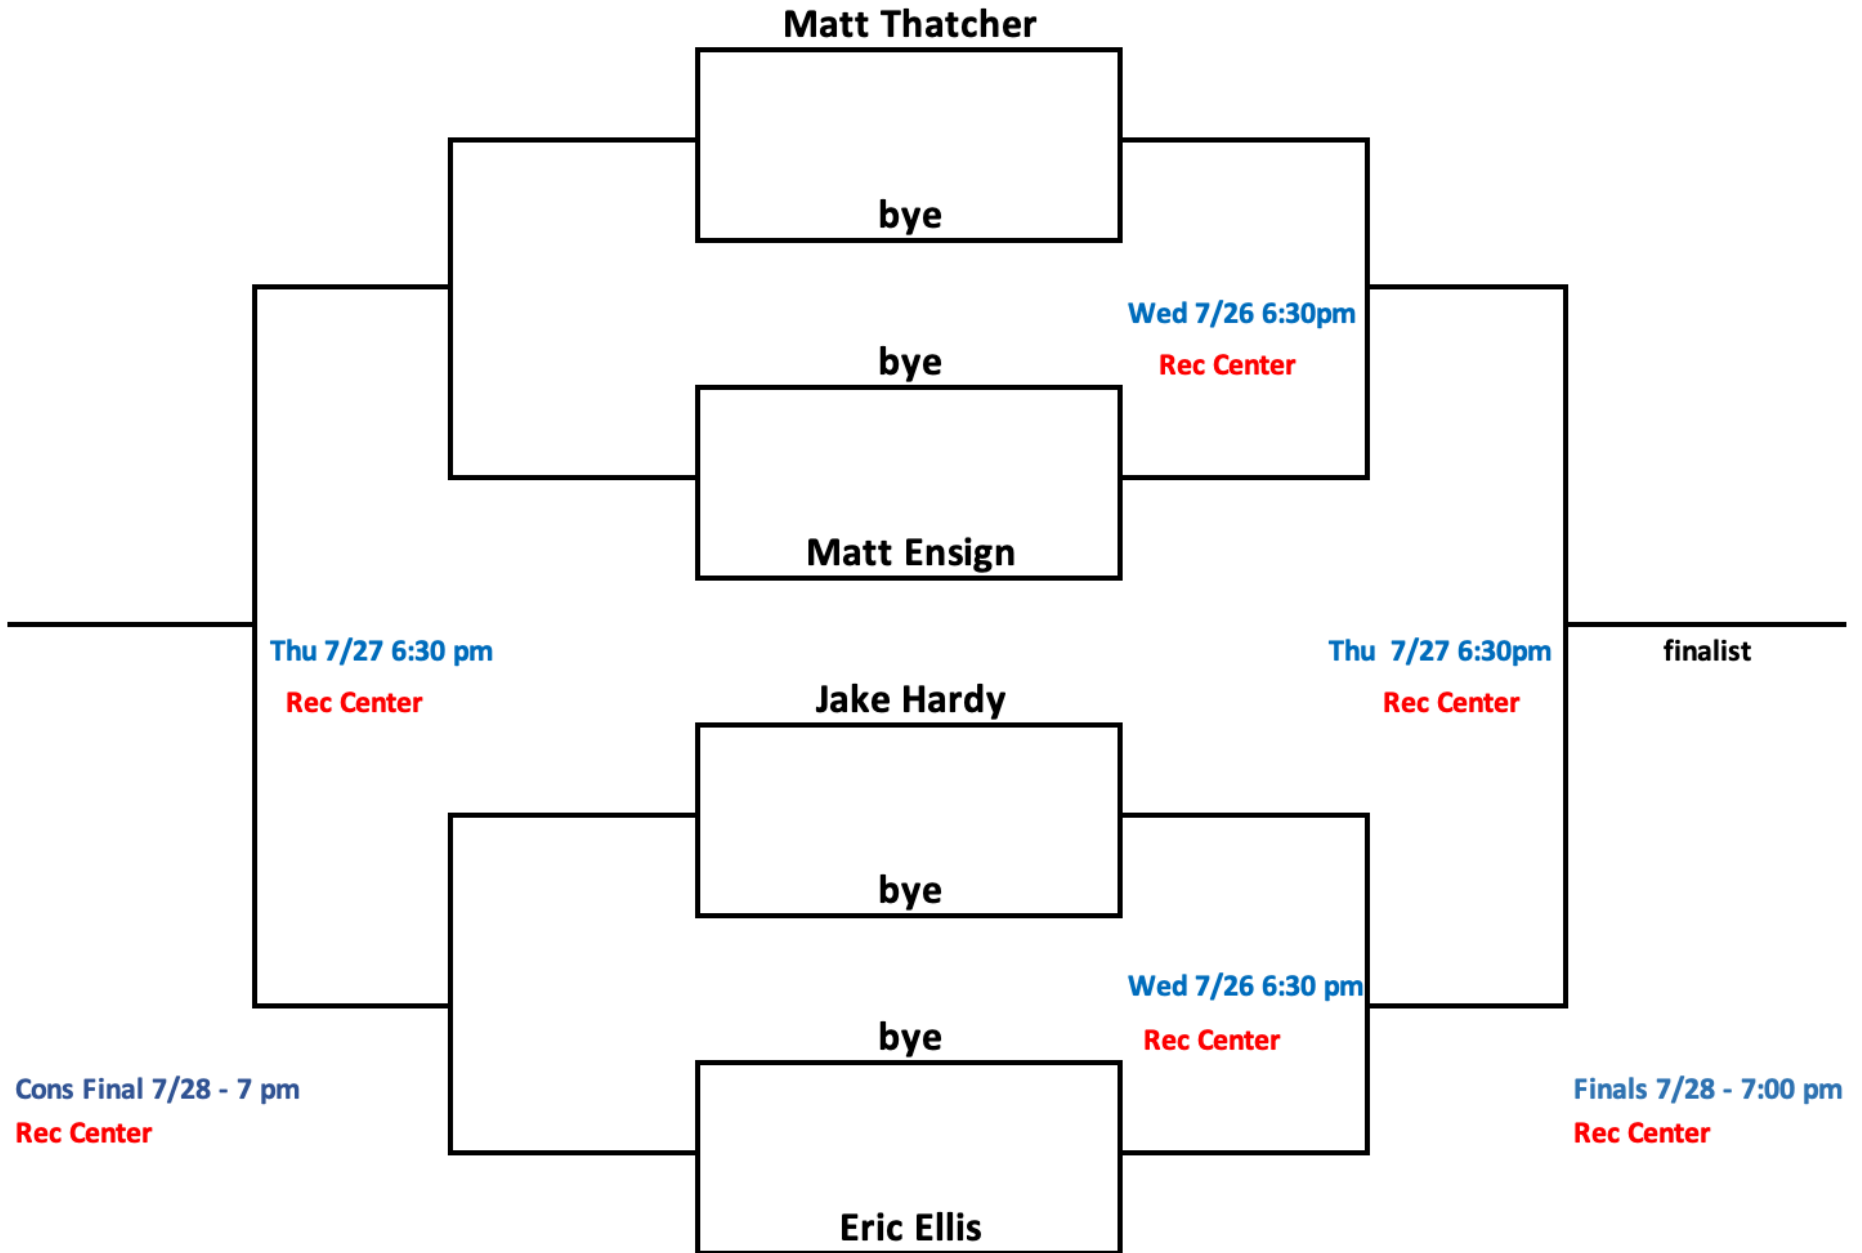 Matt Thatcher
bye
Wed 7/26 6:30pm
Rec Center
bye
Matt Ensign
Thu 7/27 6:30 pm
Rec Center
Thu  7/27 6:30pm
Rec Center
finalist
Jake Hardy
bye
Wed 7/26 6:30 pm
Rec Center
bye
Cons Final 7/28 - 7 pm
Rec Center
Finals 7/28 - 7:00 pm
Rec Center
Eric Ellis